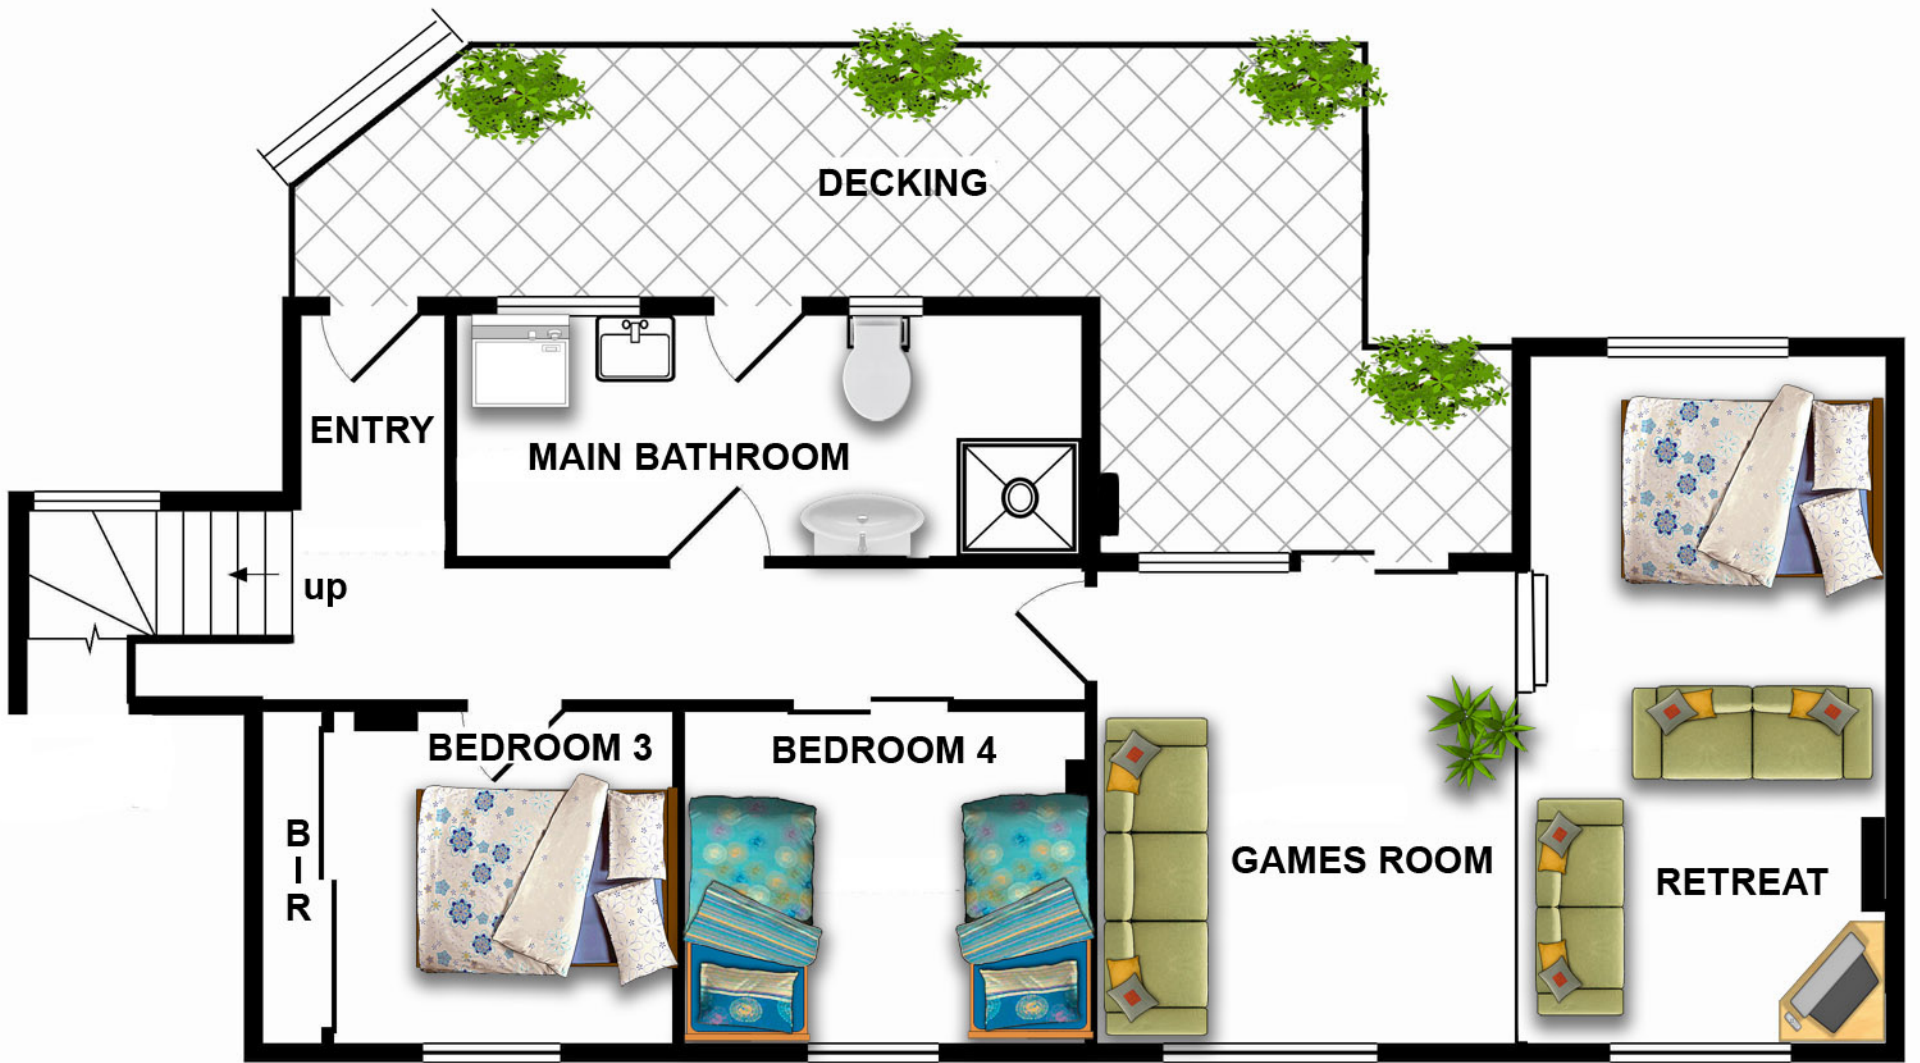 DECKING
ENTRY
MAIN BATHROOM
up
BEDROOM 3
BEDROOM 4
B
I
R
GAMES ROOM
RETREAT